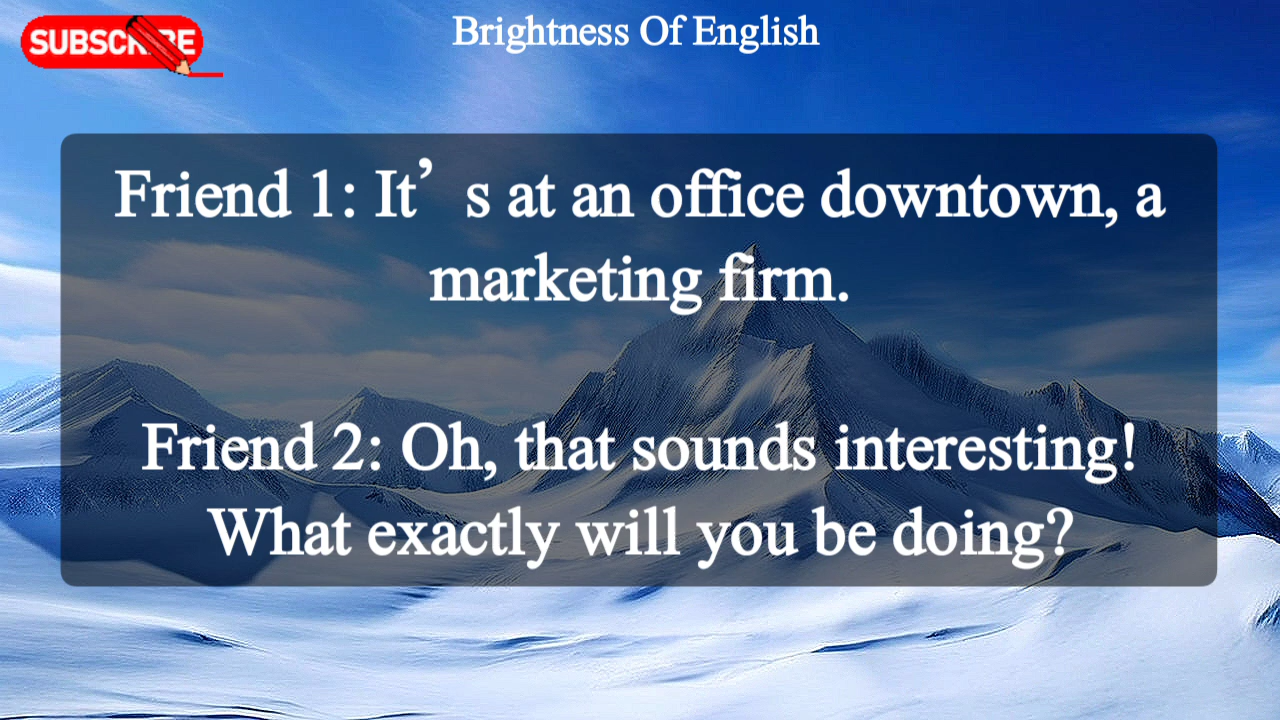 SUBSCRIBE
Brightness Of English
Friend 1: It’s at an office downtown, a
marketing firm.
Friend 2: Oh, that sounds interesting!
What exactly will you be doing?